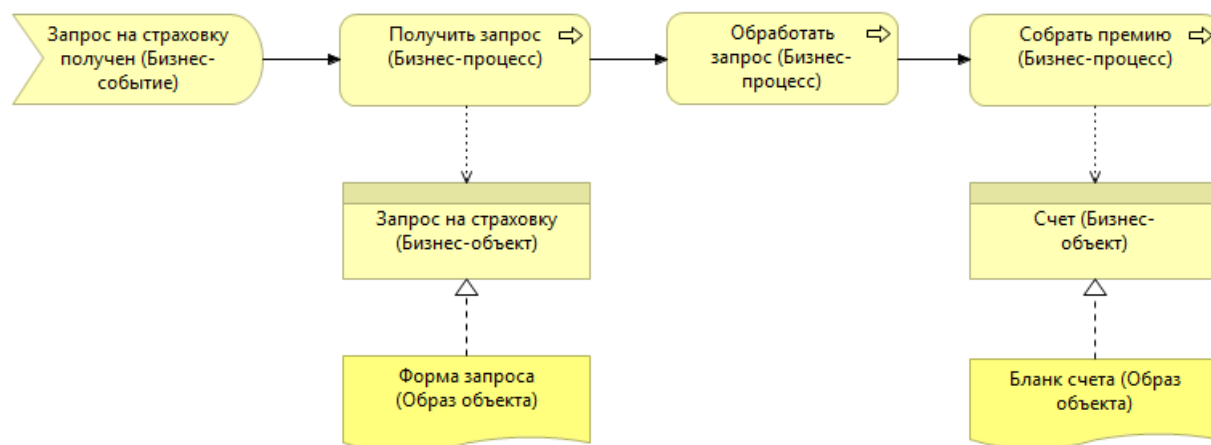 Запрос на страховку
получен (Бизнес-
событие)
Получить запрос
(Бизнес-процесс)
Обработать
запрос (Бизнес-
процесс)
Собрать премию
(Бизнес-процесс)
Запрос на страховку
(Бизнес-объект)
Счет (Бизнес-
объект)
Форма запроса
(Образ объекта)
Бланк счета (Образ
объекта)